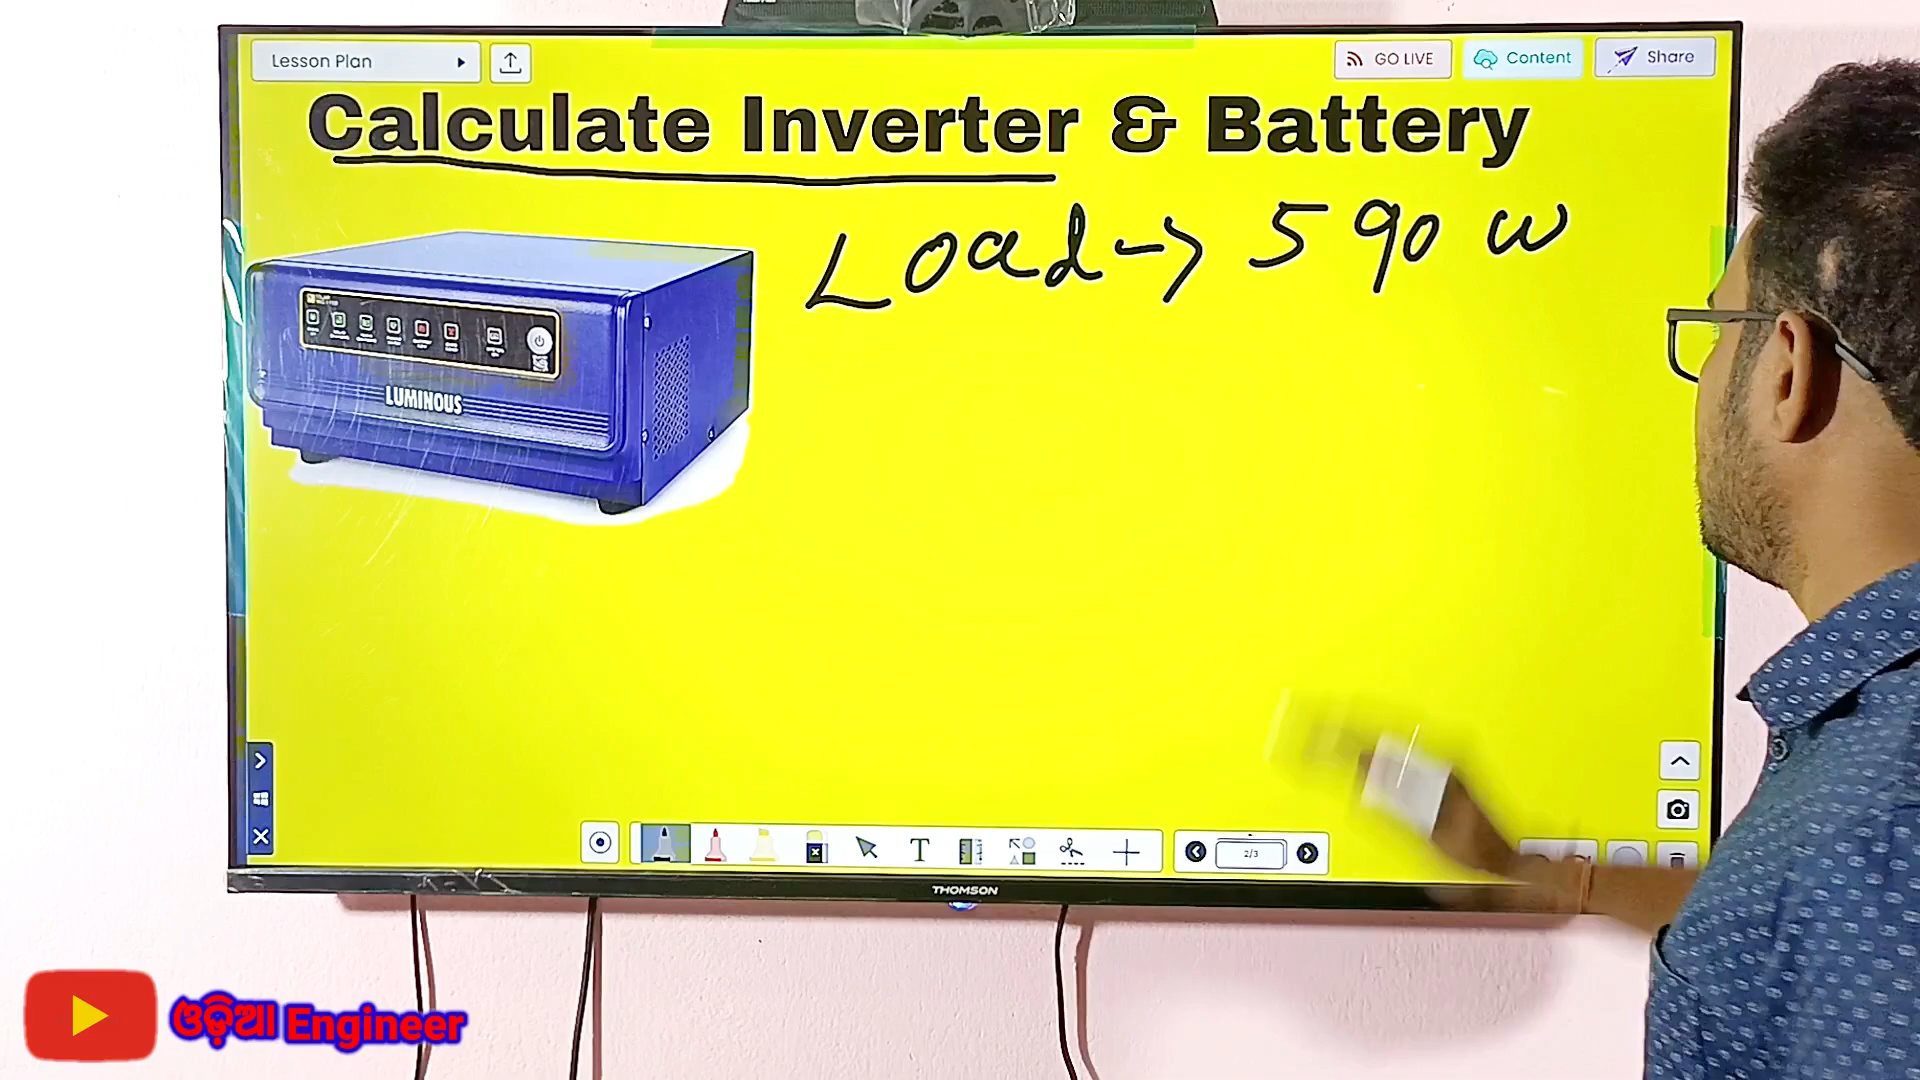 Lesson Plan
GO LIVE
Content
Share
Calculate Inverter & Battery
Load → 590 W
LUMINOUS
T
2/3
THOMSON
ଓଡ଼ିଆ Engineer